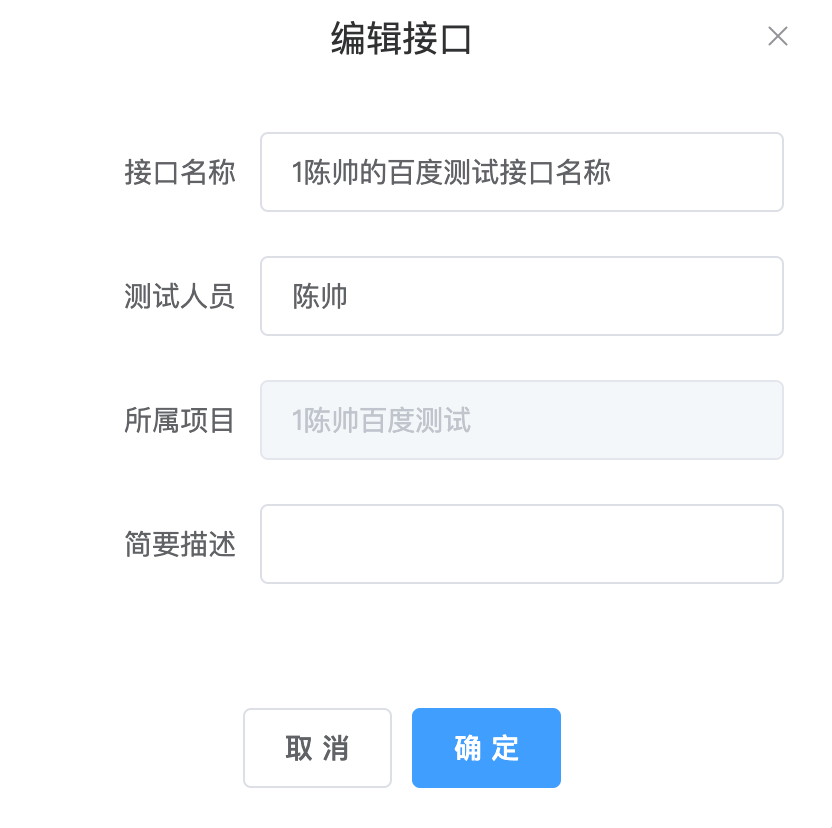 编辑接口
接口名称 1陈帅的百度测试接口名称
测试人员 陈帅
所属项目 1陈帅百度测试
简要描述
取 消 确 定